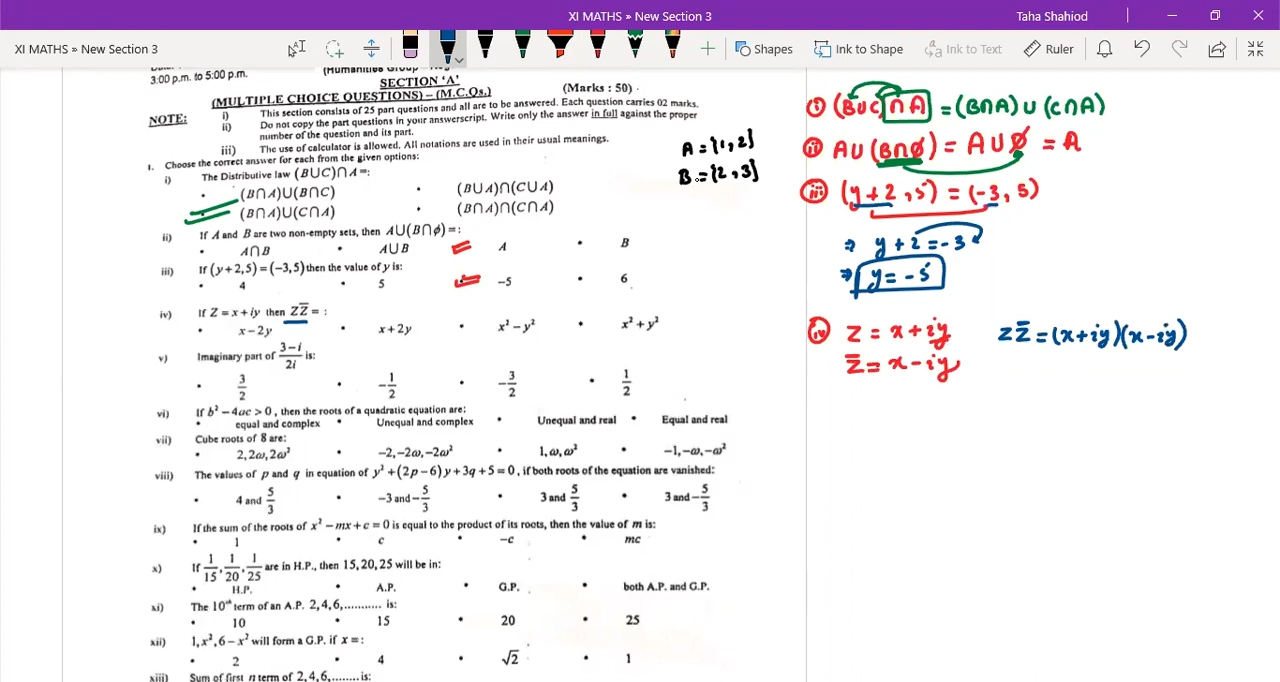 XI MATHS » New Section 3
Taha Shahiod
XI MATHS » New Section 3
Shapes
Ink to Shape
Ink to Text
Ruler
3:00 p.m. to 5:00 p.m.
SECTION 'A'
(MULTIPLE CHOICE QUESTIONS) – (M.C.Qs.)
(Marks : 50)
NOTE:
i) This section consists of 25 part questions and all are to be answered. Each question carries 02 marks.
ii) Do not copy the part questions in your answerscript. Write only the answer in full against the proper
number of the question and its part.
iii) The use of calculator is allowed. All notations are used in their usual meanings.
1. Choose the correct answer for each from the given options:
i) The Distributive law (B∪C)∩A=:
• (B∩A)∪(B∩C) • (B∪A)∩(C∪A)
• (B∩A)∪(C∩A) • (B∩A)∩(C∩A)
ii) If A and B are two non-empty sets, then A∪(B∩ϕ)=:
• A∩B • A∪B A • B
iii) If (y+2,5)=(−3,5) then the value of y is:
• 4 • 5 • −5 • 6
iv) If Z = x+iy then ZZ̅ = :
• x−2y • x+2y • x²−y² • x²+y²
v) Imaginary part of (3−i)/2i is:
• 3/2 • −1/2 • −3/2 • 1/2
vi) If b²−4ac > 0, then the roots of a quadratic equation are:
• equal and complex • Unequal and complex • Unequal and real • Equal and real
vii) Cube roots of 8 are:
• 2,2ω,2ω² • −2,−2ω,−2ω² • 1,ω,ω² • −1,−ω,−ω²
viii) The values of p and q in equation of y²+(2p−6)y+3q+5=0, if both roots of the equation are vanished:
• 4 and 5/3 • −3 and −5/3 • 3 and 5/3 • 3 and −5/3
ix) If the sum of the roots of x²−mx+c=0 is equal to the product of its roots, then the value of m is:
• 1 • c • −c • mc
x) If 1/15, 1/20, 1/25 are in H.P., then 15,20,25 will be in:
• H.P. • A.P. • G.P. • both A.P. and G.P.
xi) The 10th term of an A.P. 2,4,6,........... is:
• 10 • 15 • 20 • 25
xii) 1,x²,6−x² will form a G.P. if x=:
• 2 • 4 • √2 • 1
xiii) Sum of first n term of 2,4,6,........ is:
A = {1,2}
B = {2,3}
i) (B∪C)∩A = (B∩A)∪(C∩A)
ii) A∪(B∩ϕ) = A∪ϕ = A
iii) (y+2,5) = (-3,5)
⇒ y+2 = -3
⇒ y = -5
iv) Z = x+iy ZZ̅ = (x+iy)(x-iy)
Z̅ = x-iy